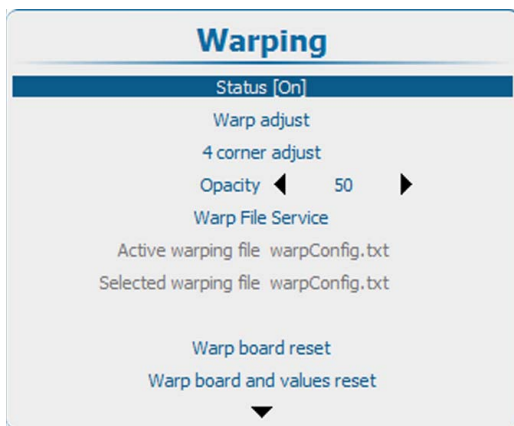 Warping
Status [On]
Warp adjust
4 corner adjust
Opacity 50
Warp File Service
Active warping file warpConfig.txt
Selected warping file warpConfig.txt
Warp board reset
Warp board and values reset